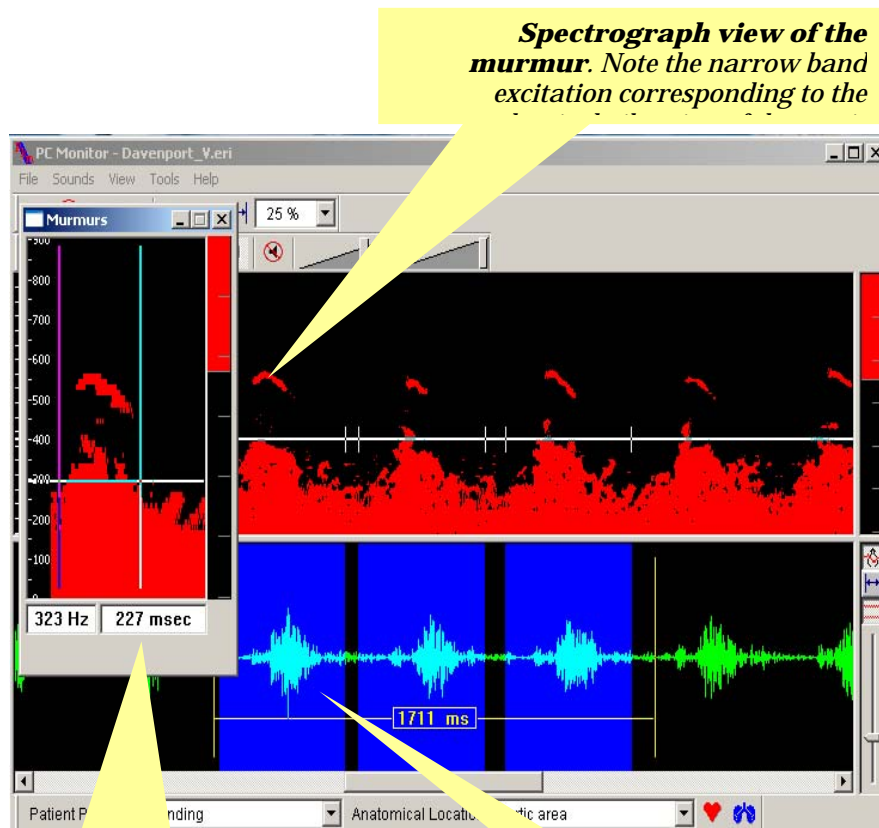 Spectrograph view of the
murmur. Note the narrow band
excitation corresponding to the
PC Monitor - Davenport_V.eri
File Sounds View Tools Help
25 %
Murmurs
-900
-800
-700
-600
-500
-400
-300
-200
-100
323 Hz 227 msec
1711 ms
Patient P nding Anatomical Locatio rtic area